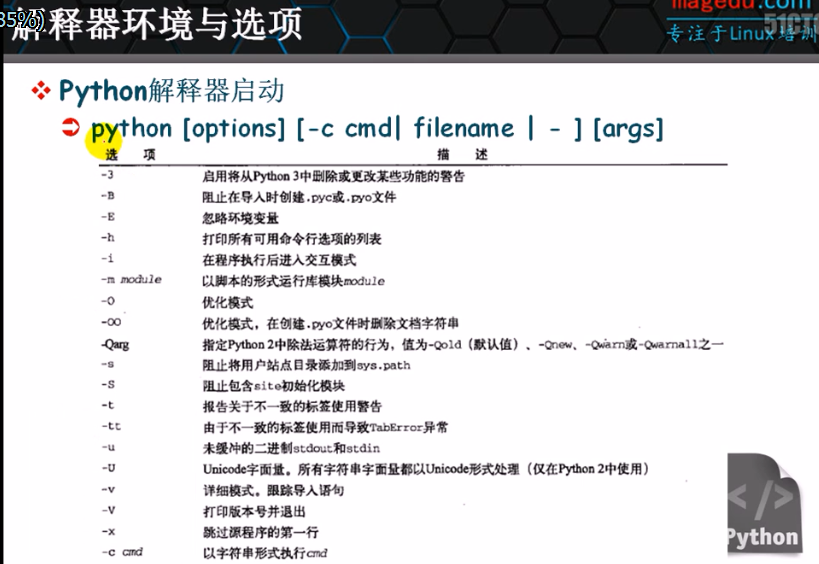 35%)
解释器环境与选项
magedu.com
51CTO
专注于Linux培训
Python解释器启动
python [options] [-c cmd| filename | - ] [args]
选 项 描 述
-3 启用将从Python 3中删除或更改某些功能的警告
-B 阻止在导入时创建.pyc或.pyo文件
-E 忽略环境变量
-h 打印所有可用命令行选项的列表
-i 在程序执行后进入交互模式
-m module 以脚本的形式运行库模块module
-O 优化模式
-OO 优化模式，在创建.pyo文件时删除文档字符串
-Qarg 指定Python 2中除法运算符的行为，值为-Qold（默认值）、-Qnew、-Qwarn或-Qwarnall之一
-s 阻止将用户站点目录添加到sys.path
-S 阻止包含site初始化模块
-t 报告关于不一致的标签使用警告
-tt 由于不一致的标签使用而导致TabError异常
-u 未缓冲的二进制stdout和stdin
-U Unicode字面量。所有字符串字面量都以Unicode形式处理（仅在Python 2中使用）
-v 详细模式。跟踪导入语句
-V 打印版本号并退出
-x 跳过源程序的第一行
-c cmd 以字符串形式执行cmd
</>
Python